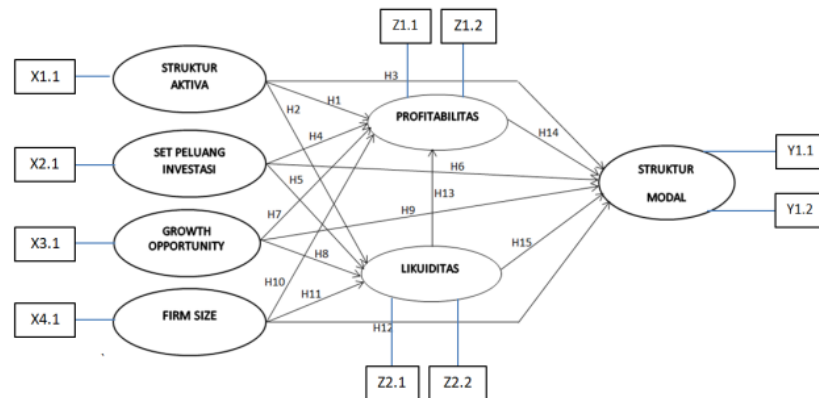 Z1.1
Z1.2
X1.1
STRUKTUR
AKTIVA
H3
H1
H2
PROFITABILITAS
H14
H4
X2.1
SET PELUANG
INVESTASI
H6
H5
STRUKTUR
MODAL
Y1.1
H13
H7
H9
Y1.2
X3.1
GROWTH
OPPORTUNITY
H8
H15
LIKUIDITAS
H10
H11
X4.1
FIRM SIZE
H12
Z2.1
Z2.2